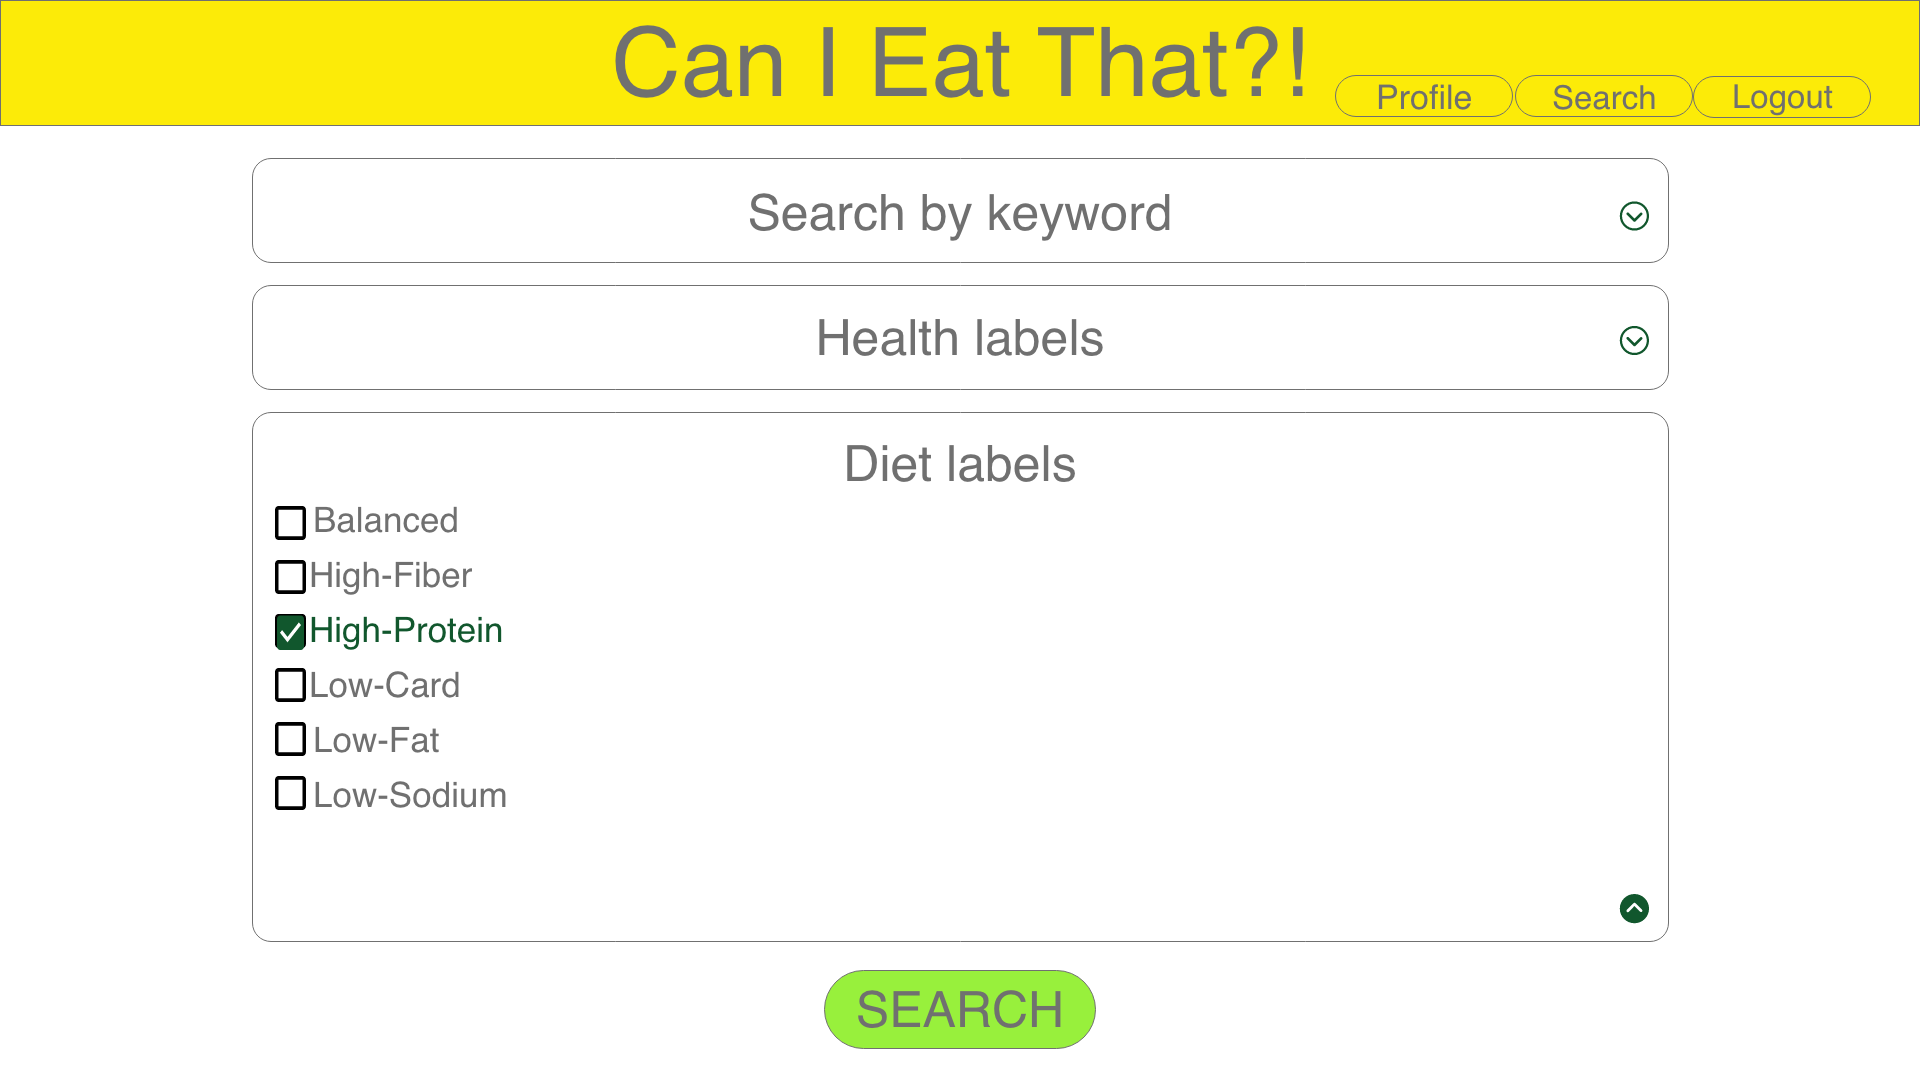 Can I Eat That?!
Profile
Search
Logout
Search by keyword
Health labels
Diet labels
Balanced
High-Fiber
High-Protein
Low-Card
Low-Fat
Low-Sodium
SEARCH